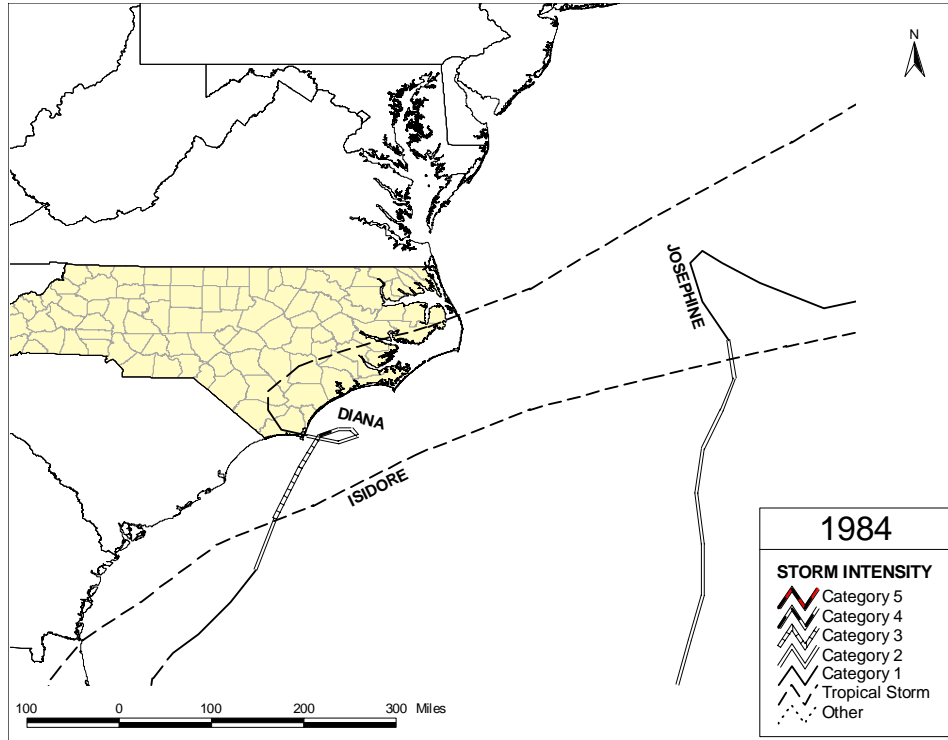 N
JOSEPHINE
DIANA
ISIDORE
1984
STORM INTENSITY
Category 5
Category 4
Category 3
Category 2
Category 1
Tropical Storm
Other
100 0 100 200 300 Miles